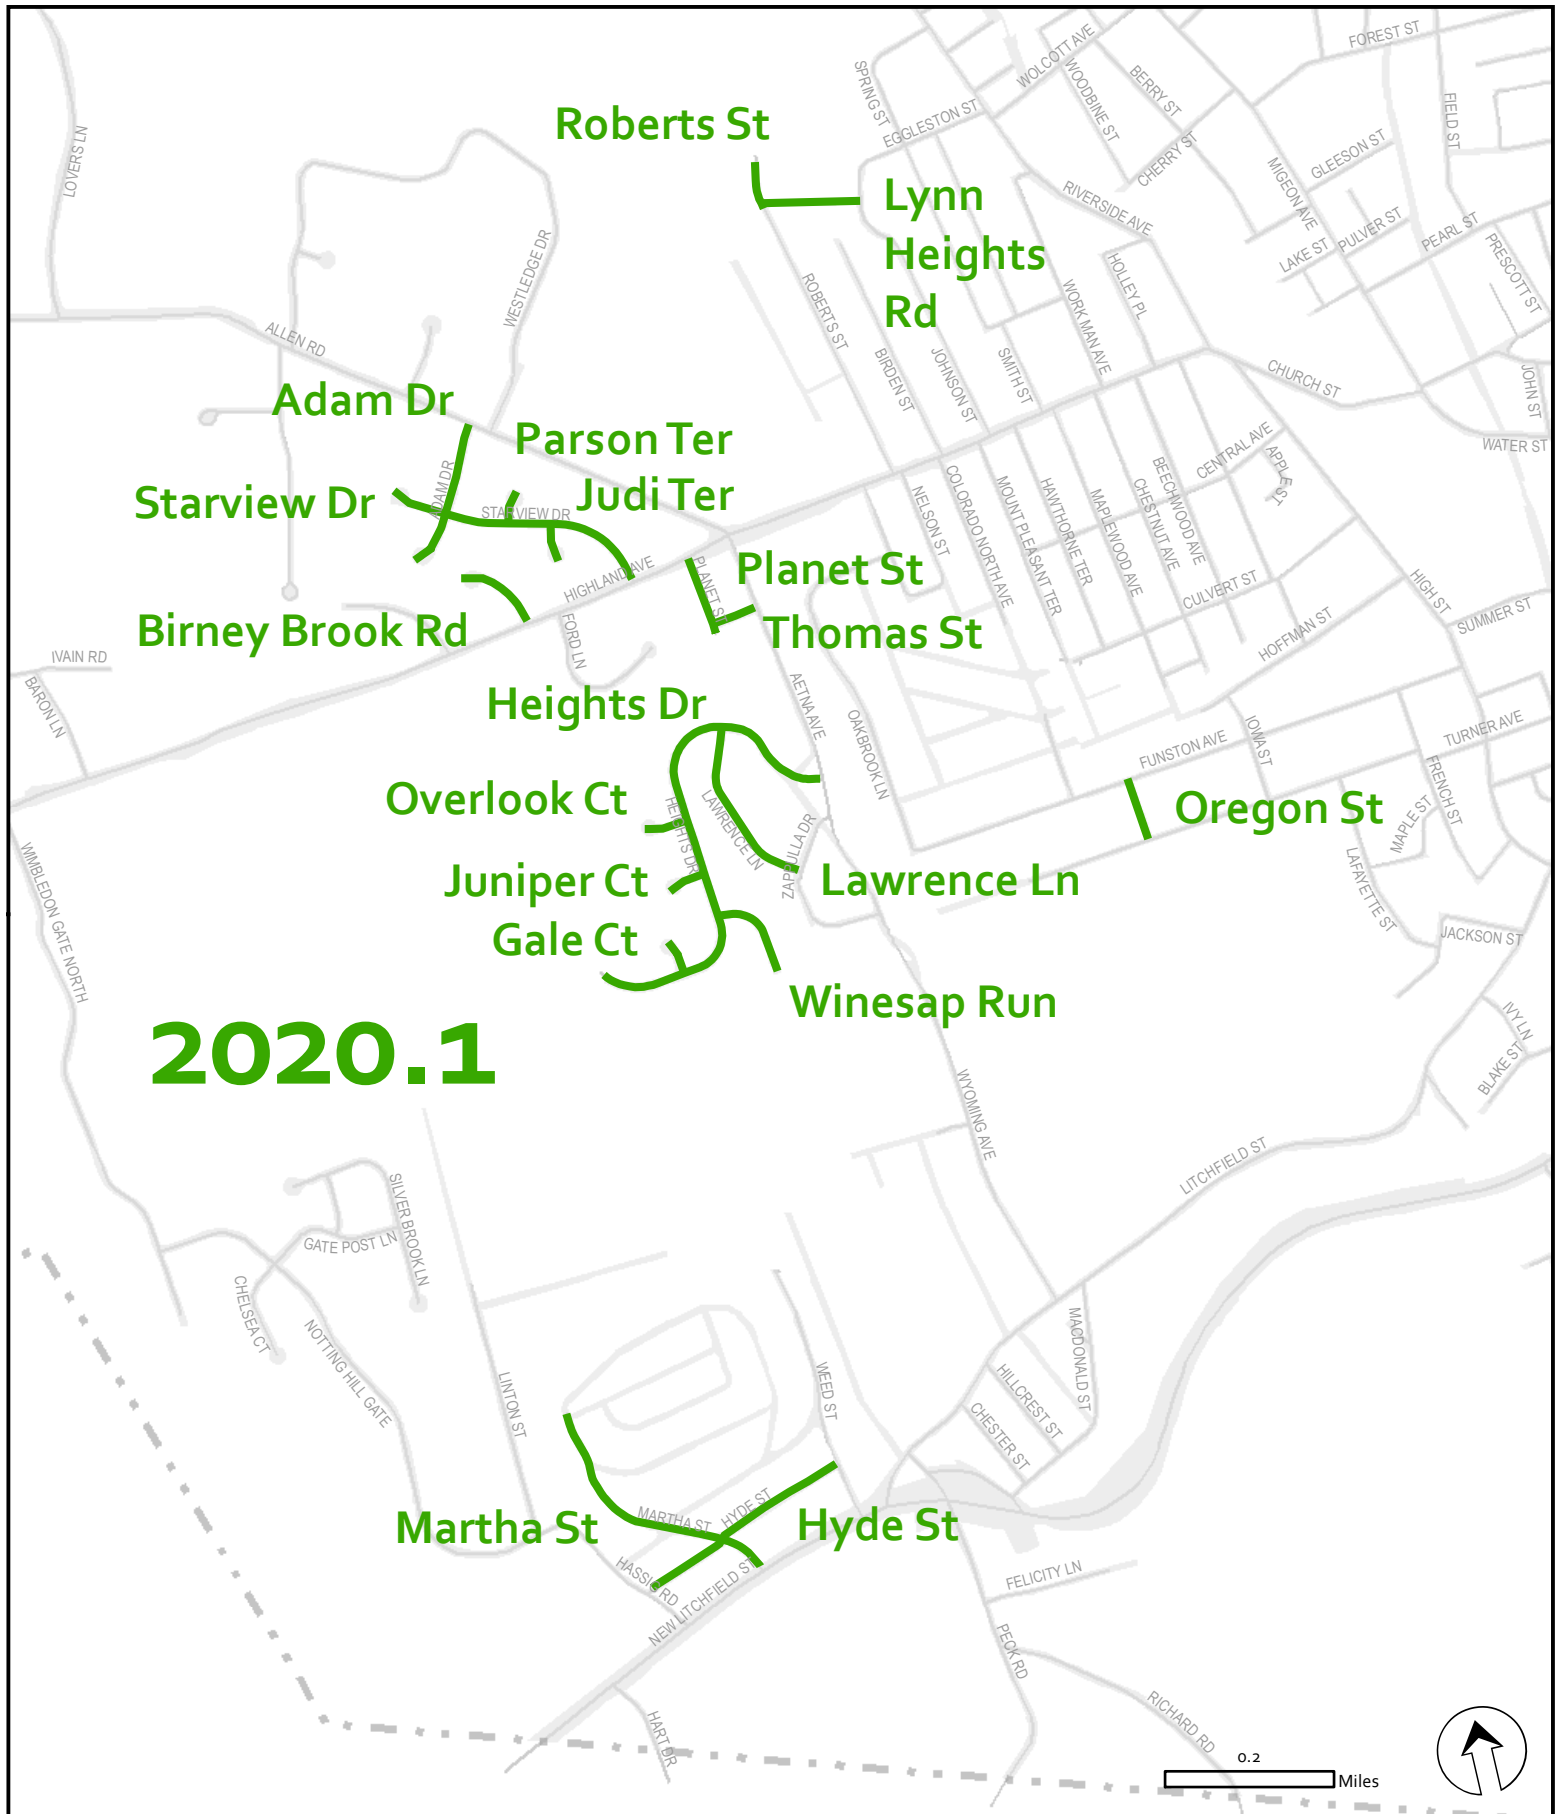 FOREST ST
WOLCOTT AVE
SPRING ST
WOODBINE ST
BERRY ST
FIELD ST
EGGLESTON ST
Roberts St
LOVERS LN
CHERRY ST
GLEESON ST
MIGEON AVE
RIVERSIDE AVE
Lynn
Heights
Rd
PULVER ST
PEARL ST
LAKE ST
PRESCOTT ST
WESTLEDGE DR
HOLLEY PL
ROBERTS ST
WORK MAN AVE
ALLEN RD
BIRDEN ST
JOHNSON ST
SMITH ST
CHURCH ST
JOHN ST
Adam Dr
Parson Ter
WATER ST
CENTRAL AVE
APPLE ST
ADAM DR
Starview Dr
Judi Ter
STARVIEW DR
NELSON ST
COLORADO NORTH AVE
MOUNT PLEASANT TER
HAWTHORNE TER
MAPLEWOOD AVE
CHESTNUT AVE
BEECHWOOD AVE
HIGHLAND AVE
PLANET ST
Planet St
CULVERT ST
HIGH ST
Birney Brook Rd
FORD LN
Thomas St
HOFFMAN ST
SUMMER ST
IVAIN RD
BARON LN
Heights Dr
AETNA AVE
OAKBROOK LN
IOWA ST
FUNSTON AVE
TURNER AVE
FRENCH ST
Overlook Ct
HEIGHTS DR
LAWRENCE LN
ZAPPULLA DR
Oregon St
MAPLE ST
WIMBLEDON GATE NORTH
Juniper Ct
Lawrence Ln
LAFAYETTE ST
Gale Ct
JACKSON ST
Winesap Run
2020.1
IVY LN
BLAKE ST
WYOMING AVE
LITCHFIELD ST
SILVER BROOK LN
GATE POST LN
CHELSEA CT
NOTTING HILL GATE
MACDONALD ST
LINTON ST
WEED ST
HILLCREST ST
CHESTER ST
Martha St
MARTHA ST
HYDE ST
Hyde St
HASSIG RD
NEW LITCHFIELD ST
FELICITY LN
PECK RD
HART DR
RICHARD RD
0.2
Miles